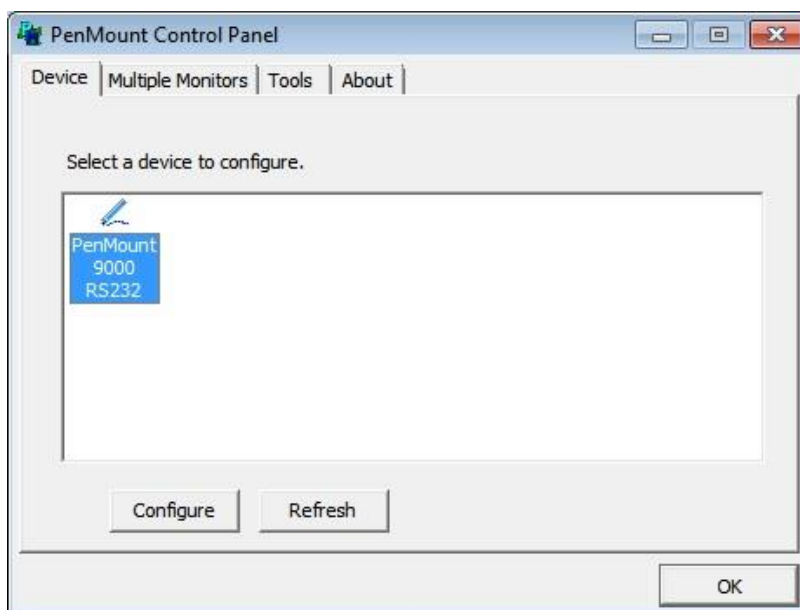 PenMount Control Panel
Device Multiple Monitors Tools About
Select a device to configure.
PenMount
9000
RS232
Configure Refresh
OK